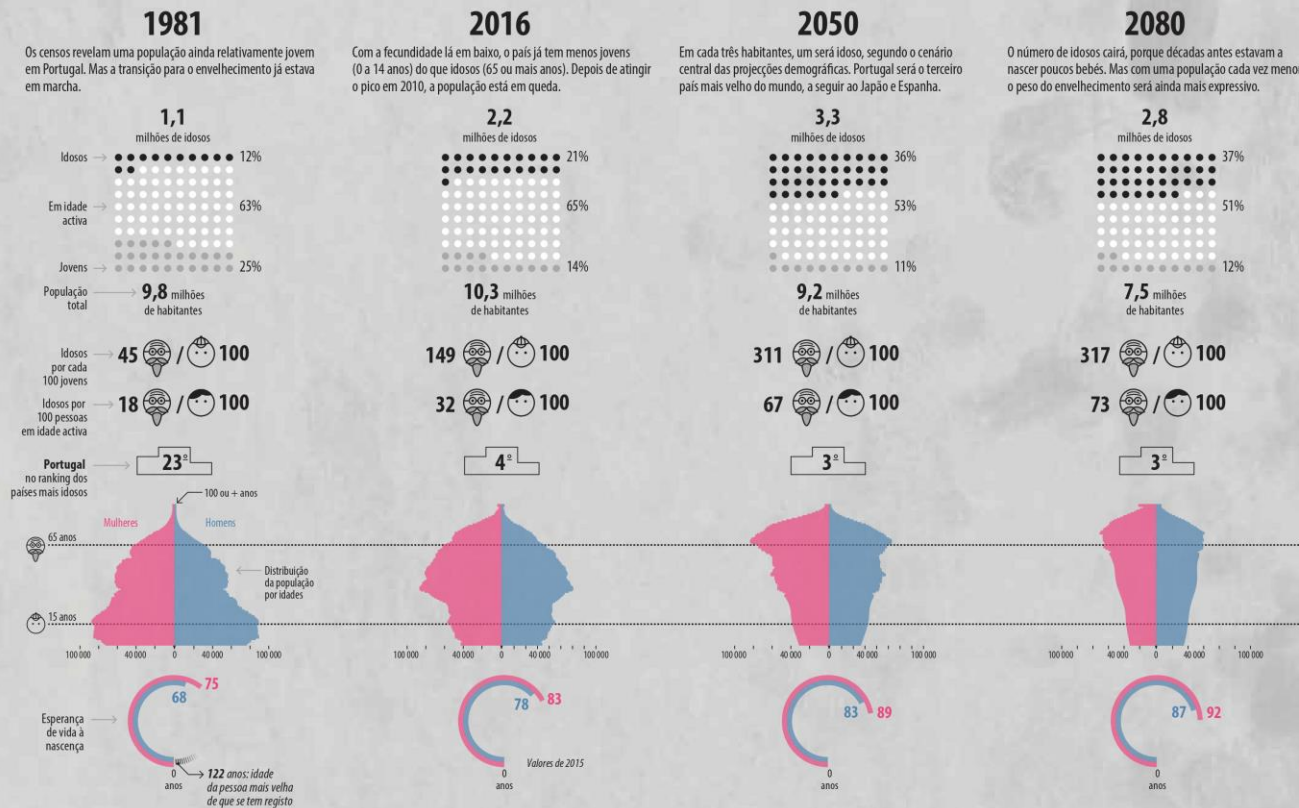 1981
Os censos revelam uma população ainda relativamente jovem
em Portugal. Mas a transição para o envelhecimento já estava
em marcha.
1,1
milhões de idosos
Idosos
12%
Em idade
activa
63%
Jovens
25%
População
total
9,8 milhões
de habitantes
Idosos
por cada
100 jovens
45 / 100
Idosos por
100 pessoas
em idade activa
18 / 100
Portugal
no ranking dos
países mais idosos
23º
100 ou + anos
Mulheres
Homens
65 anos
Distribuição
da população
por idades
15 anos
100 000 40 000 0 40 000 100 000
Esperança
de vida à
nascença
75
68
0
anos
122 anos: idade
da pessoa mais velha
de que se tem registo
2016
Com a fecundidade lá em baixo, o país já tem menos jovens
(0 a 14 anos) do que idosos (65 ou mais anos). Depois de atingir
o pico em 2010, a população está em queda.
2,2
milhões de idosos
21%
65%
14%
10,3 milhões
de habitantes
149 / 100
32 / 100
4º
100 000 40 000 0 40 000 100 000
83
78
Valores de 2015
0
anos
2050
Em cada três habitantes, um será idoso, segundo o cenário
central das projecções demográficas. Portugal será o terceiro
país mais velho do mundo, a seguir ao Japão e Espanha.
3,3
milhões de idosos
36%
53%
11%
9,2 milhões
de habitantes
311 / 100
67 / 100
3º
100 000 40 000 0 40 000 100 000
83
89
0
anos
2080
O número de idosos cairá, porque décadas antes estavam a
nascer poucos bebés. Mas com uma população cada vez menor
o peso do envelhecimento será ainda mais expressivo.
2,8
milhões de idosos
37%
51%
12%
7,5 milhões
de habitantes
317 / 100
73 / 100
3º
100 000 40 000 0 40 000 100 000
87
92
0
anos